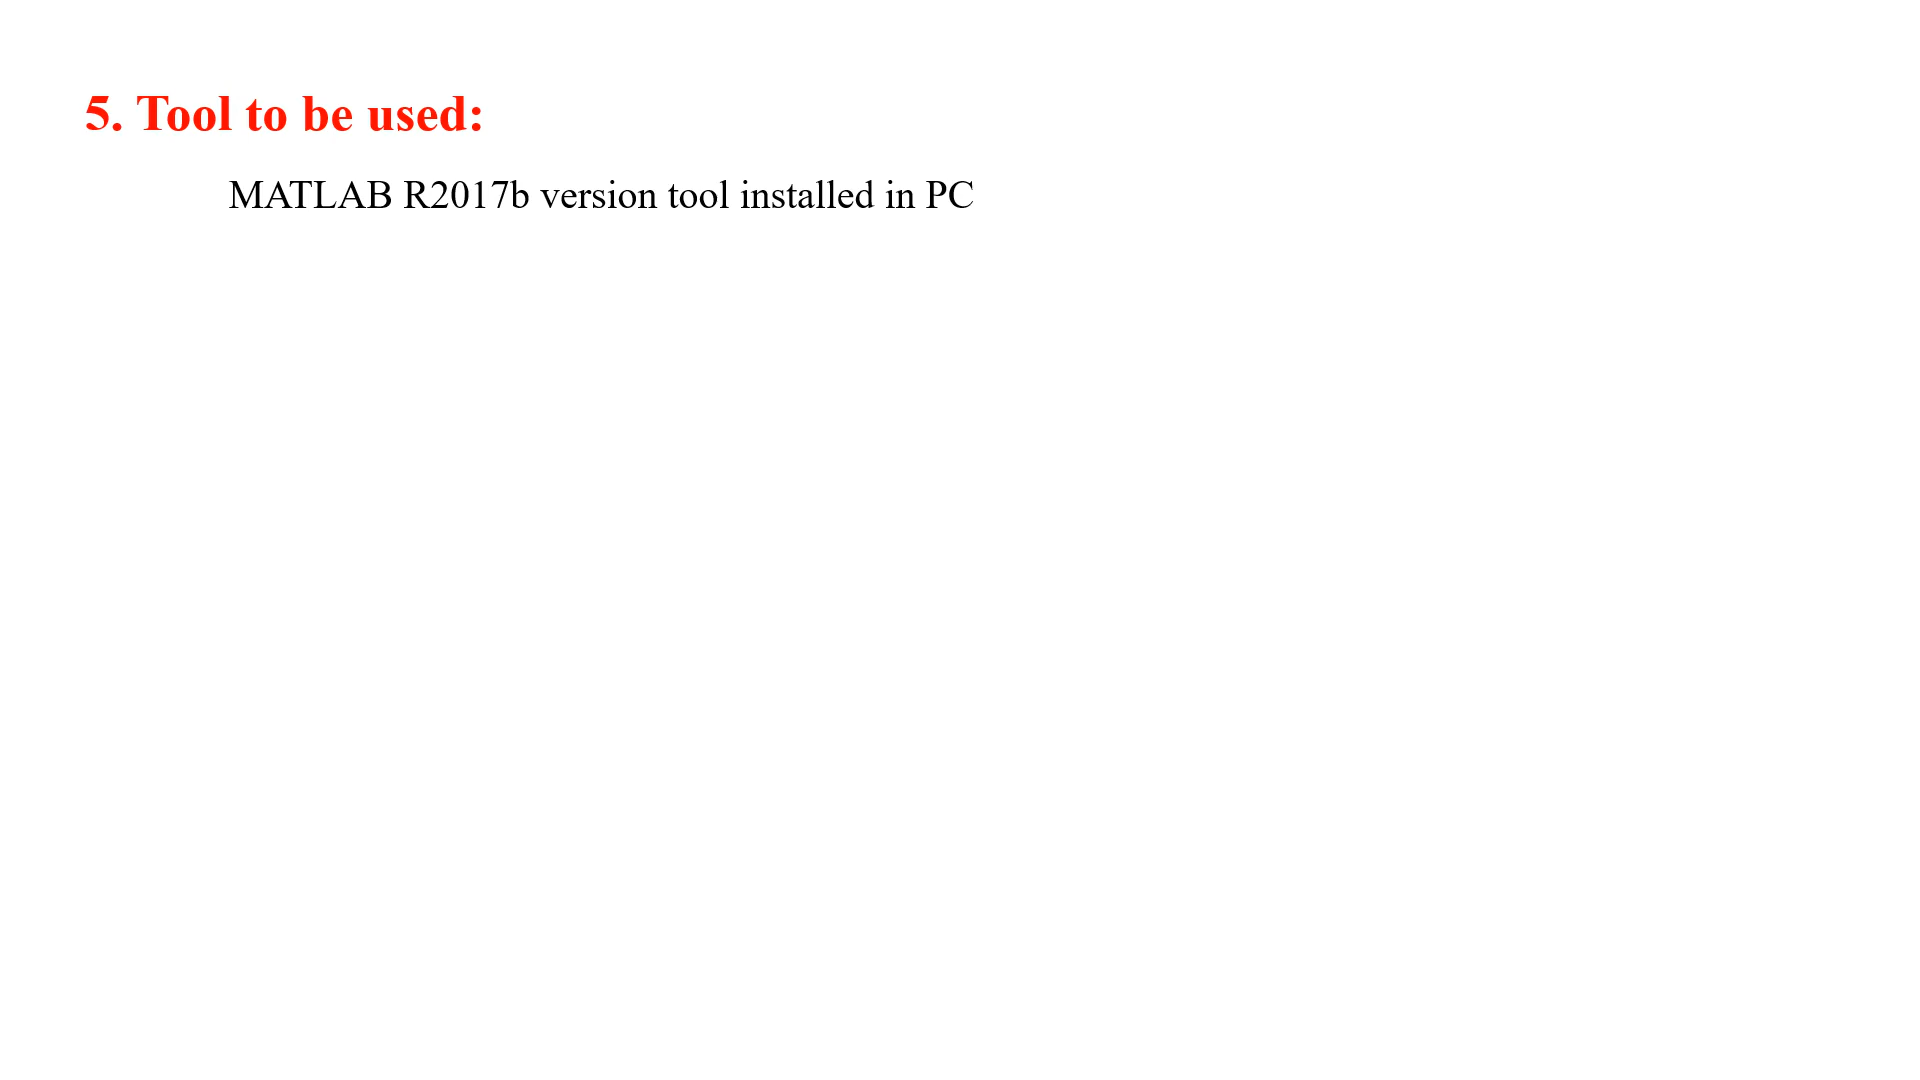 5. Tool to be used:
MATLAB R2017b version tool installed in PC